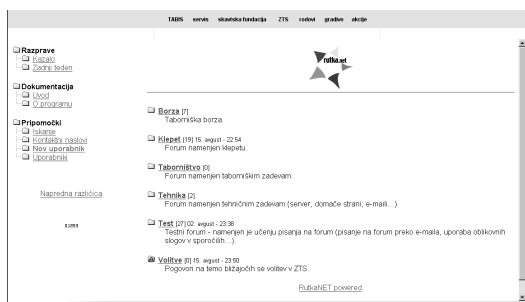 TABIS servis skavtska fundacija ZTS rodovi gradivo akcije
Razprave
Kazalo
Zadnji teden
Dokumentacija
Uvod
O programu
Pripomočki
Iskanje
Kontaktni naslovi
Nov uporabnik
Uporabniki
Napredna različica
rutka.net
Borza [7]
Taborniška borza.
Klepet [19] 15. avgust - 22:54
Forum namenjen klepetu.
Taborništvo [0]
Forum namenjen taborniškim zadevam.
Tehnika [2]
Forum namenjen tehničnim zadevam (server, domače strani, e-maili...).
Test [27] 02. avgust - 23:38
Testni forum - namenjen je učenju pisanja na forum (pisanje na forum preko e-maila, uporaba oblikovnih
slogov v sporočilih...).
Volitve [0] 15. avgust - 23:50
Pogovori na temo bližajočih se volitev v ZTS.
RutkaNET powered